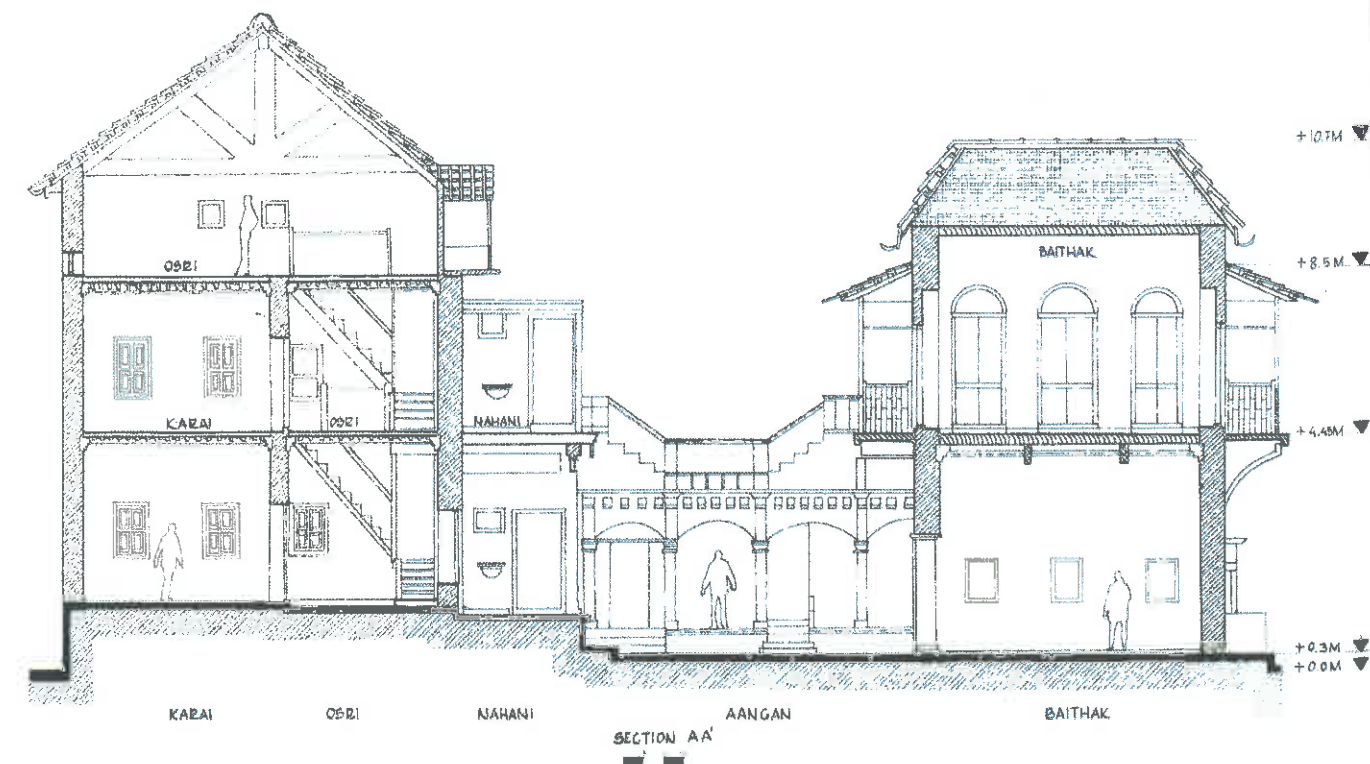 +10.7M
BAITHAK
OSRI
+8.5M
KARAI
OSRI
NAHANI
+4.45M
+0.3M
+0.0M
KARAI
OSRI
NAHANI
AANGAN
BAITHAK
SECTION AA'